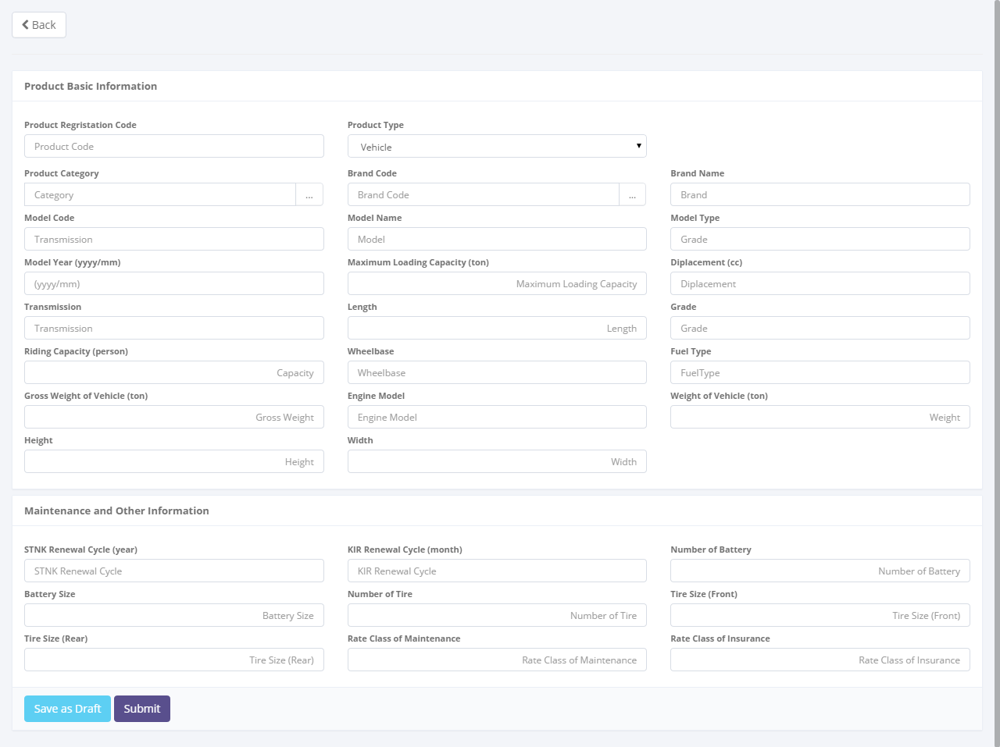 Back
Product Basic Information
Product Regristation Code
Product Type
Product Code
Vehicle
Product Category
Brand Code
Brand Name
Category
...
Brand Code
...
Brand
Model Code
Model Name
Model Type
Transmission
Model
Grade
Model Year (yyyy/mm)
Maximum Loading Capacity (ton)
Diplacement (cc)
(yyyy/mm)
Maximum Loading Capacity
Diplacement
Transmission
Length
Grade
Transmission
Length
Grade
Riding Capacity (person)
Wheelbase
Fuel Type
Capacity
Wheelbase
FuelType
Gross Weight of Vehicle (ton)
Engine Model
Weight of Vehicle (ton)
Gross Weight
Engine Model
Weight
Height
Width
Height
Width
Maintenance and Other Information
STNK Renewal Cycle (year)
KIR Renewal Cycle (month)
Number of Battery
STNK Renewal Cycle
KIR Renewal Cycle
Number of Battery
Battery Size
Number of Tire
Tire Size (Front)
Battery Size
Number of Tire
Tire Size (Front)
Tire Size (Rear)
Rate Class of Maintenance
Rate Class of Insurance
Tire Size (Rear)
Rate Class of Maintenance
Rate Class of Insurance
Save as Draft
Submit